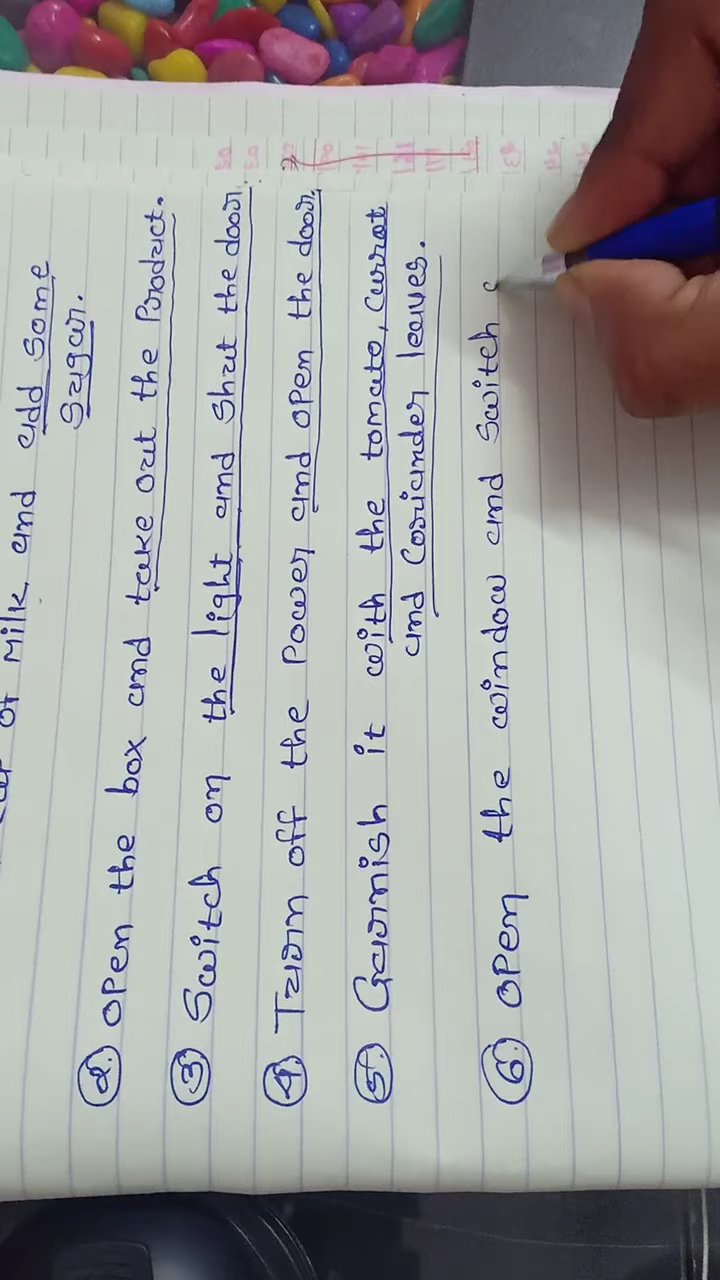 of Milk and add some
Sugar.
2. open the box and take out the Product.
3. Switch on the light and Shut the door.
4. Turn off the Power and open the door.
5. Garnish it with the tomato, Currot
and Coriander leaves.
6. open the window and switch